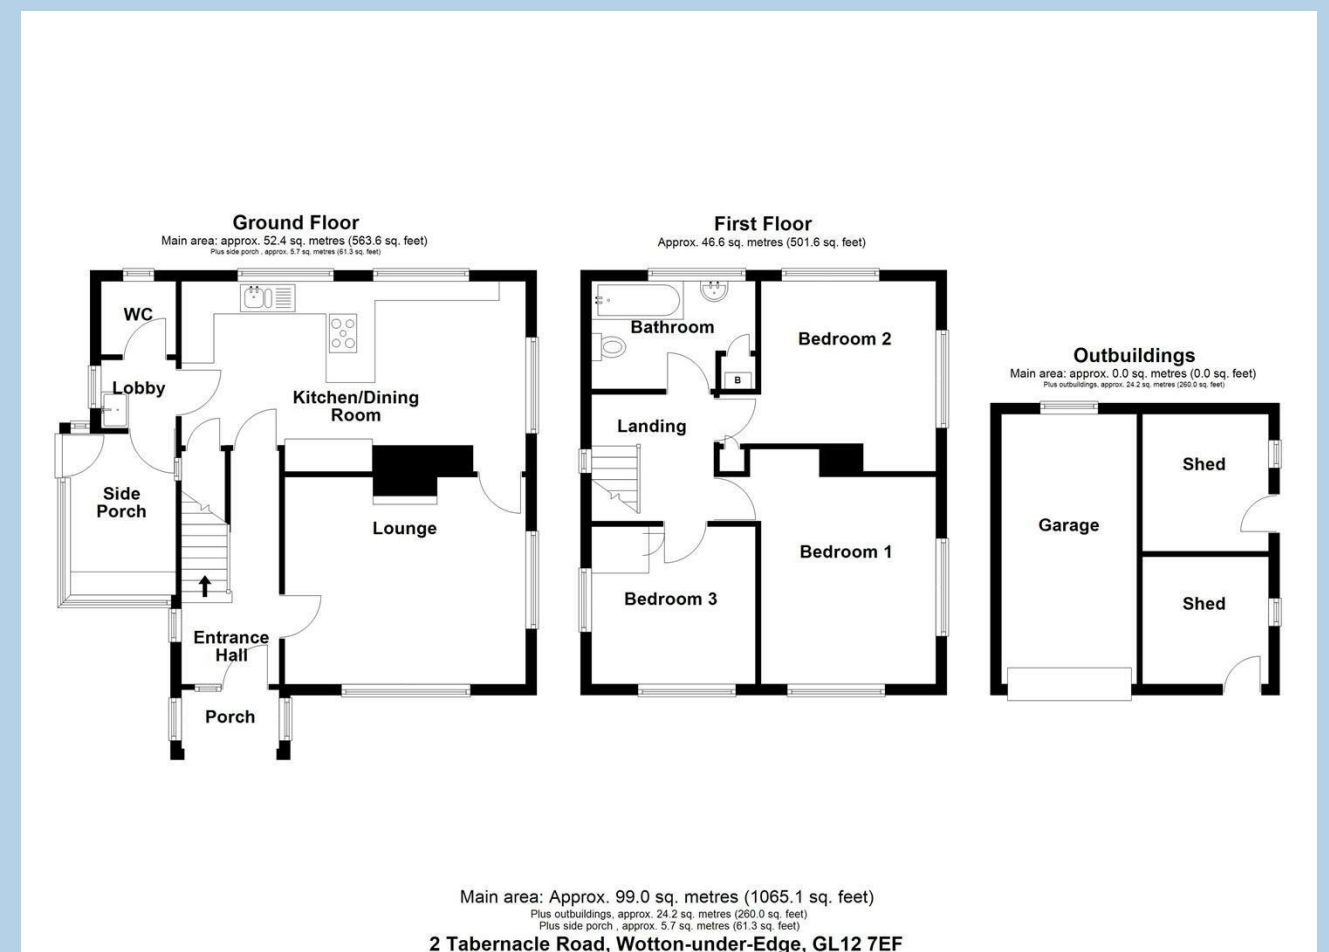 Ground Floor
Main area: approx. 52.4 sq. metres (563.6 sq. feet)
Plus side porch , approx. 5.7 sq. metres (61.3 sq. feet)
WC
Lobby
Kitchen/Dining
Room
Side
Porch
Lounge
Entrance
Hall
Porch
First Floor
Approx. 46.6 sq. metres (501.6 sq. feet)
Bathroom
B
Bedroom 2
Landing
Bedroom 1
Bedroom 3
Outbuildings
Main area: approx. 0.0 sq. metres (0.0 sq. feet)
Plus outbuildings, approx. 24.2 sq. metres (260.0 sq. feet)
Shed
Garage
Shed
Main area: Approx. 99.0 sq. metres (1065.1 sq. feet)
Plus outbuildings, approx. 24.2 sq. metres (260.0 sq. feet)
Plus side porch , approx. 5.7 sq. metres (61.3 sq. feet)
2 Tabernacle Road, Wotton-under-Edge, GL12 7EF